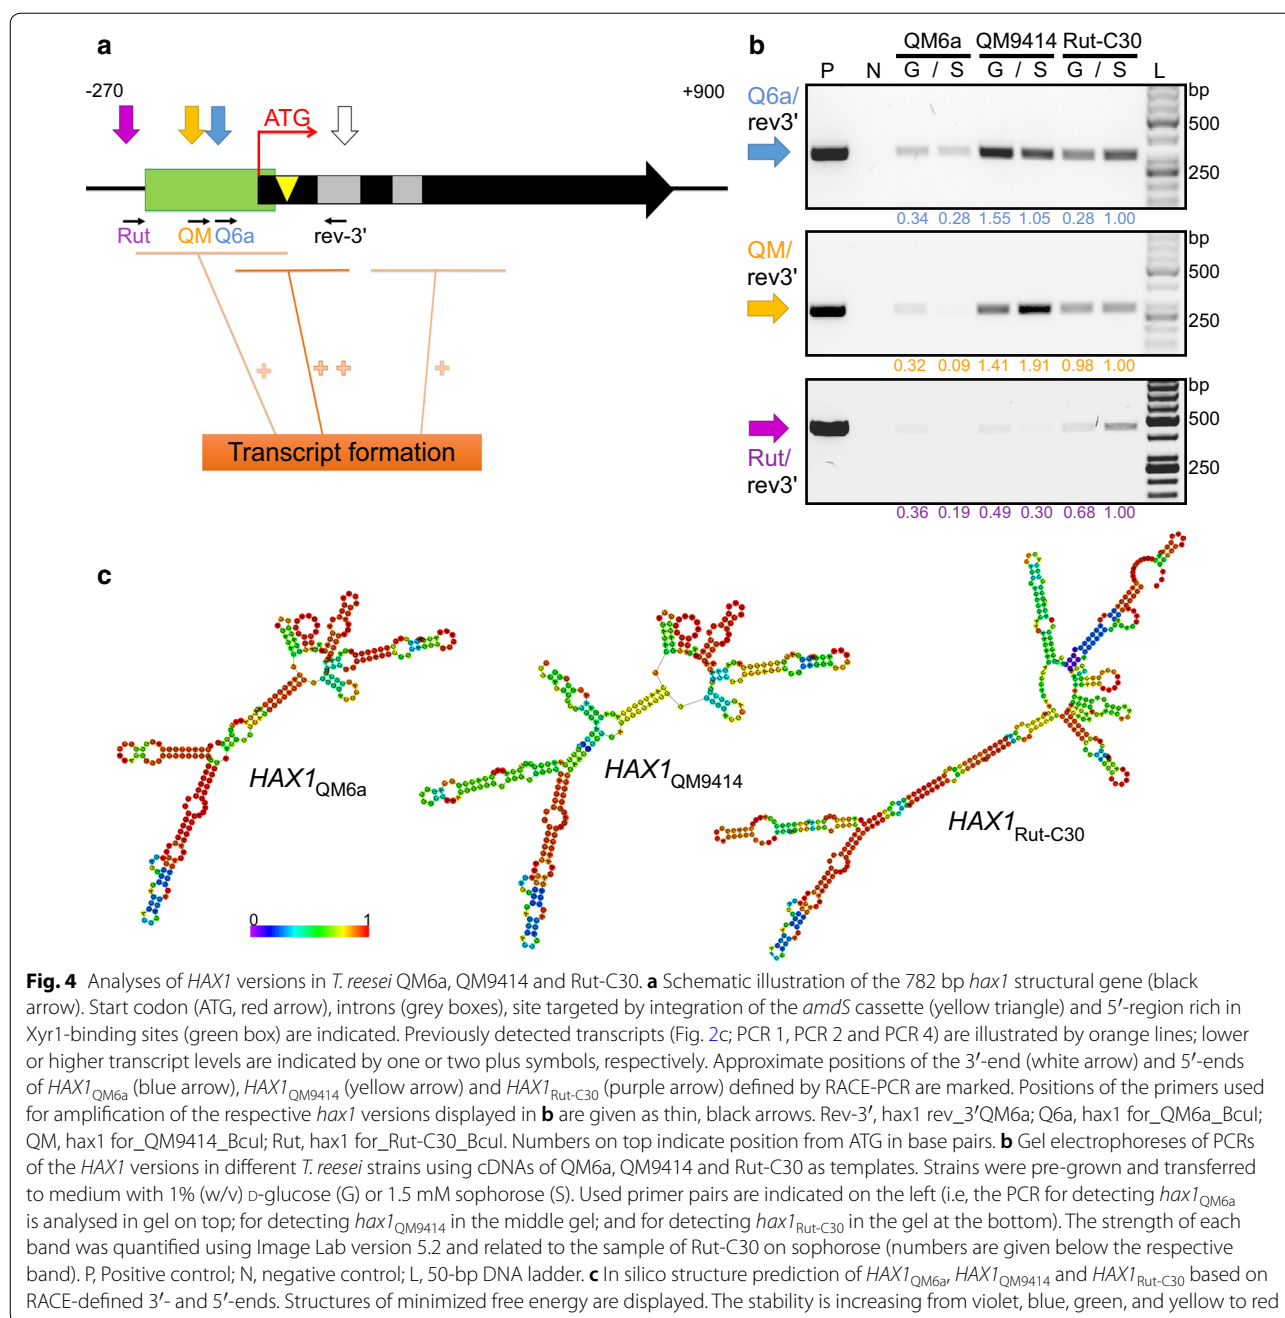 a
-270
+900
ATG
Rut
QM
Q6a
rev-3'
+
+ +
+
Transcript formation
b
QM6a QM9414 Rut-C30
P N G / S G / S G / S L
Q6a/
rev3'
bp
500
250
0.34 0.28 1.55 1.05 0.28 1.00
QM/
rev3'
bp
500
250
0.32 0.09 1.41 1.91 0.98 1.00
Rut/
rev3'
bp
500
250
0.36 0.19 0.49 0.30 0.68 1.00
c
HAX1QM6a
HAX1QM9414
HAX1Rut-C30
0 1
Fig. 4 Analyses of HAX1 versions in T. reesei QM6a, QM9414 and Rut-C30. a Schematic illustration of the 782 bp hax1 structural gene (black
arrow). Start codon (ATG, red arrow), introns (grey boxes), site targeted by integration of the amdS cassette (yellow triangle) and 5′-region rich in
Xyr1-binding sites (green box) are indicated. Previously detected transcripts (Fig. 2c; PCR 1, PCR 2 and PCR 4) are illustrated by orange lines; lower
or higher transcript levels are indicated by one or two plus symbols, respectively. Approximate positions of the 3′-end (white arrow) and 5′-ends
of HAX1QM6a (blue arrow), HAX1QM9414 (yellow arrow) and HAX1Rut-C30 (purple arrow) defined by RACE-PCR are marked. Positions of the primers used
for amplification of the respective hax1 versions displayed in b are given as thin, black arrows. Rev-3′, hax1 rev_3′QM6a; Q6a, hax1 for_QM6a_BcuI;
QM, hax1 for_QM9414_BcuI; Rut, hax1 for_Rut-C30_BcuI. Numbers on top indicate position from ATG in base pairs. b Gel electrophoreses of PCRs
of the HAX1 versions in different T. reesei strains using cDNAs of QM6a, QM9414 and Rut-C30 as templates. Strains were pre-grown and transferred
to medium with 1% (w/v) D-glucose (G) or 1.5 mM sophorose (S). Used primer pairs are indicated on the left (i.e, the PCR for detecting hax1QM6a
is analysed in gel on top; for detecting hax1QM9414 in the middle gel; and for detecting hax1Rut-C30 in the gel at the bottom). The strength of each
band was quantified using Image Lab version 5.2 and related to the sample of Rut-C30 on sophorose (numbers are given below the respective
band). P, Positive control; N, negative control; L, 50-bp DNA ladder. c In silico structure prediction of HAX1QM6a, HAX1QM9414 and HAX1Rut-C30 based on
RACE-defined 3′- and 5′-ends. Structures of minimized free energy are displayed. The stability is increasing from violet, blue, green, and yellow to red